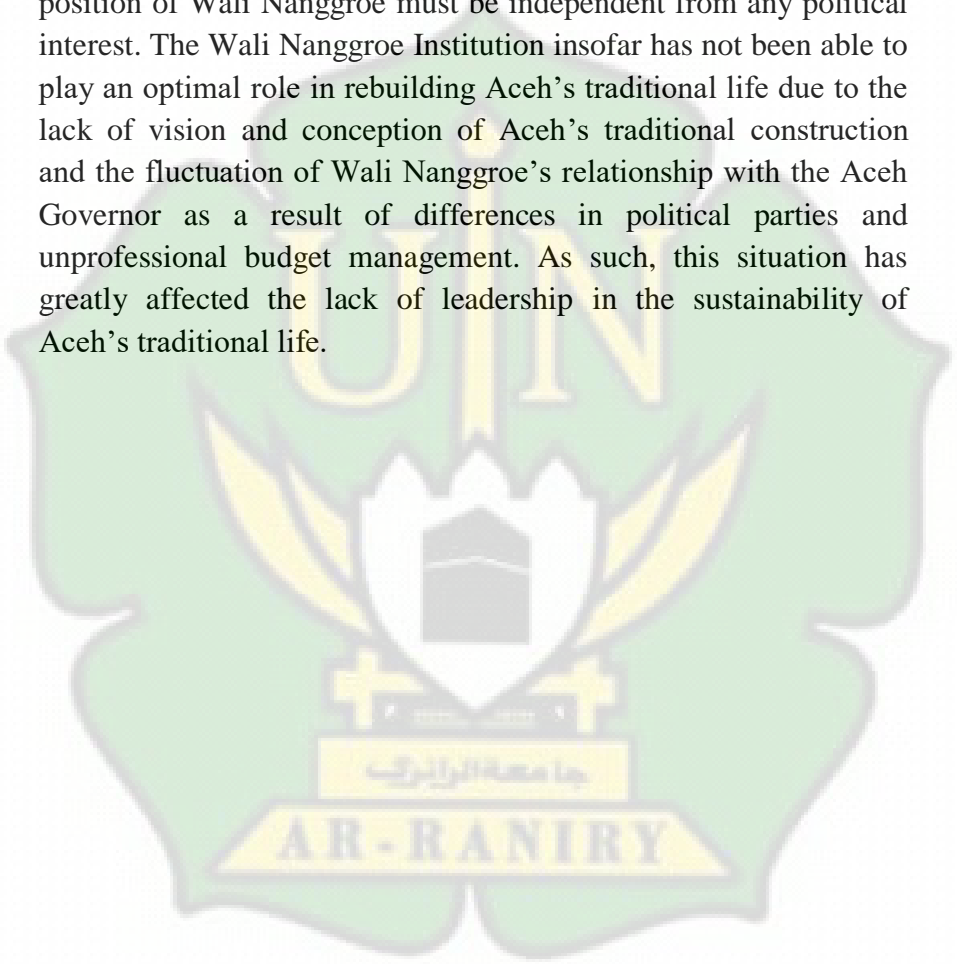 position of Wali Nanggroe must be independent from any political
interest. The Wali Nanggroe Institution insofar has not been able to
play an optimal role in rebuilding Aceh’s traditional life due to the
lack of vision and conception of Aceh’s traditional construction
and the fluctuation of Wali Nanggroe’s relationship with the Aceh
Governor as a result of differences in political parties and
unprofessional budget management. As such, this situation has
greatly affected the lack of leadership in the sustainability of
Aceh’s traditional life.
UIN
جامعة الرانري
AR-RANIRY